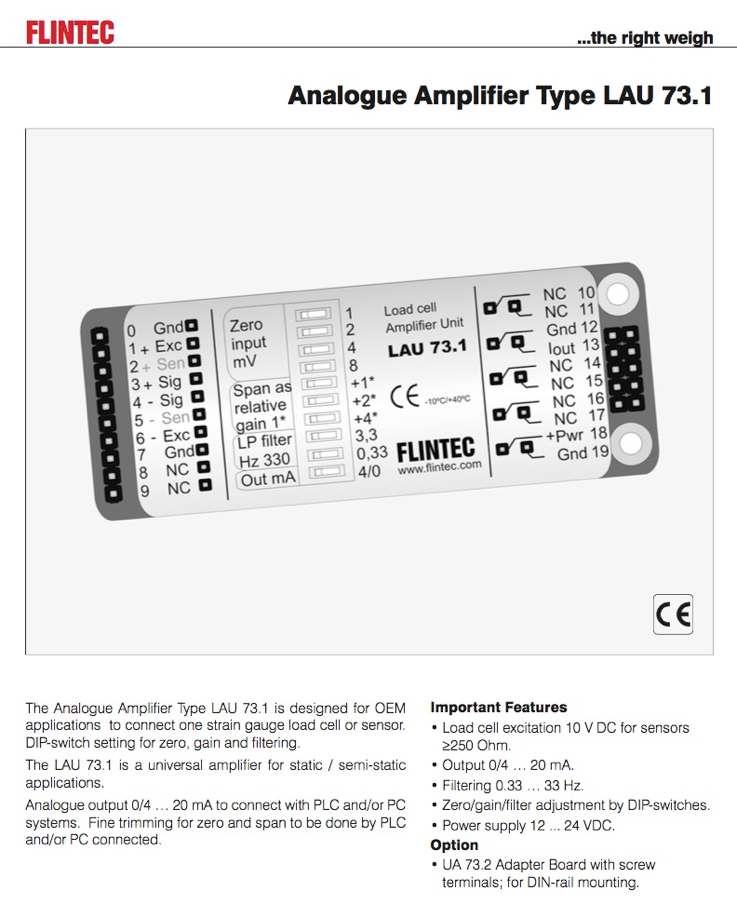 FLINTEC
...the right weigh
Analogue Amplifier Type LAU 73.1
0 Gnd
1 + Exc
2 + Sen
3 + Sig
4 - Sig
5 - Sen
6 - Exc
7 Gnd
8 NC
9 NC
Zero
input
mV
Span as
relative
gain 1*
LP filter
Hz 330
Out mA
1
2
4
8
+1*
+2*
+4*
3,3
0,33
4/0
Load cell
Amplifier Unit
LAU 73.1
CE -10°C/+40°C
FLINTEC
www.flintec.com
NC 10
NC 11
Gnd 12
Iout 13
NC 14
NC 15
NC 16
NC 17
+Pwr 18
Gnd 19
CE
The Analogue Amplifier Type LAU 73.1 is designed for OEM
applications to connect one strain gauge load cell or sensor.
DIP-switch setting for zero, gain and filtering.
The LAU 73.1 is a universal amplifier for static / semi-static
applications.
Analogue output 0/4 … 20 mA to connect with PLC and/or PC
systems. Fine trimming for zero and span to be done by PLC
and/or PC connected.
Important Features
• Load cell excitation 10 V DC for sensors
≥250 Ohm.
• Output 0/4 … 20 mA.
• Filtering 0.33 … 33 Hz.
• Zero/gain/filter adjustment by DIP-switches.
• Power supply 12 ... 24 VDC.
Option
• UA 73.2 Adapter Board with screw
terminals; for DIN-rail mounting.